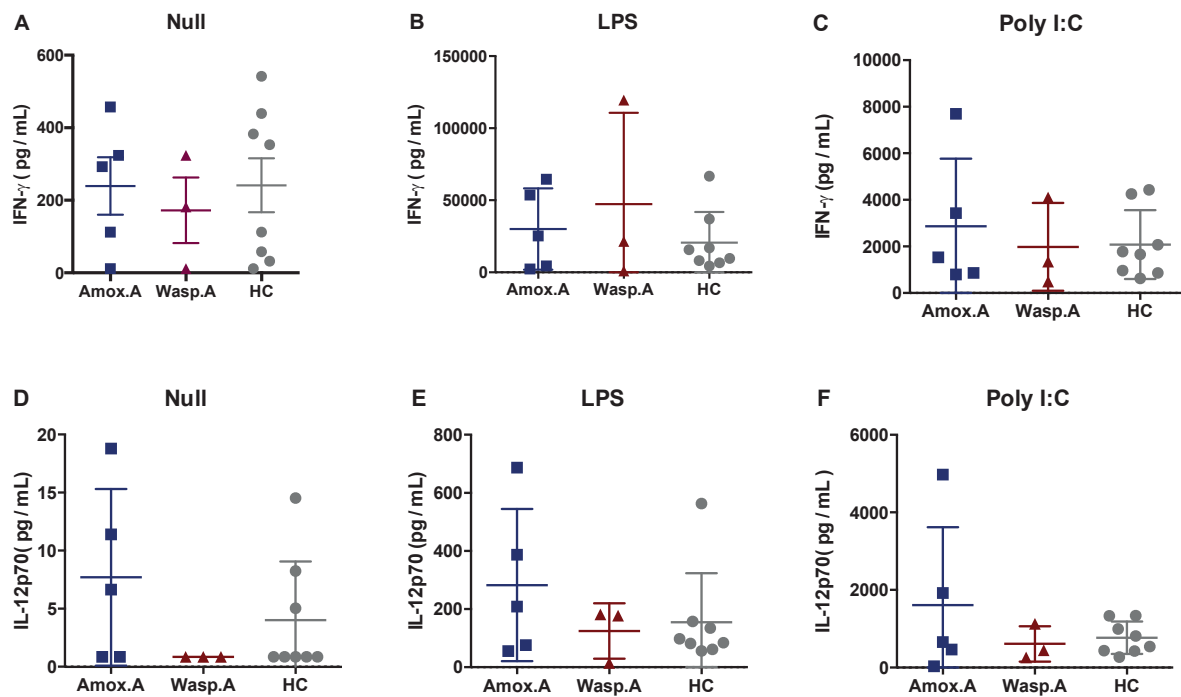 A
Null
IFN-γ ( pg / mL)
600
400
200
0
Amox.A Wasp.A HC
B
LPS
IFN-γ ( pg / mL)
150000
100000
50000
0
Amox.A Wasp.A HC
C
Poly I:C
IFN-γ (pg / mL)
10000
8000
6000
4000
2000
0
Amox.A Wasp.A HC
D
Null
IL-12p70( pg / mL)
20
15
10
5
0
Amox.A Wasp.A HC
E
LPS
IL-12p70 (pg / mL)
800
600
400
200
0
Amox.A Wasp.A HC
F
Poly I:C
IL-12p70( pg / mL)
6000
4000
2000
0
Amox.A Wasp.A HC